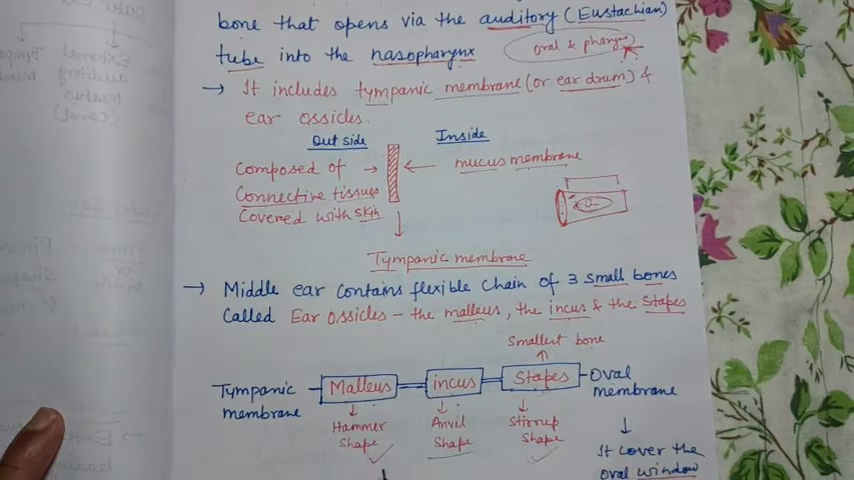 bone that opens via the auditory (Eustachian)
tube into the nasopharynx
oral & pharynx
→ It includes tympanic membrane (or ear drum) &
ear ossicles.
Out side
Inside
Composed of →
← mucus membrane
Connective tissues
Covered with skin
Tympanic membrane
→ Middle ear contains flexible chain of 3 small bones
called Ear ossicles - the malleus, the incus & the stapes
Smallest bone
Tympanic
membrane
Malleus
incus
Stapes
Oval
membrane
Hammer
Shape
Anvil
Shape
Stirrup
Shape
It cover the
oval window